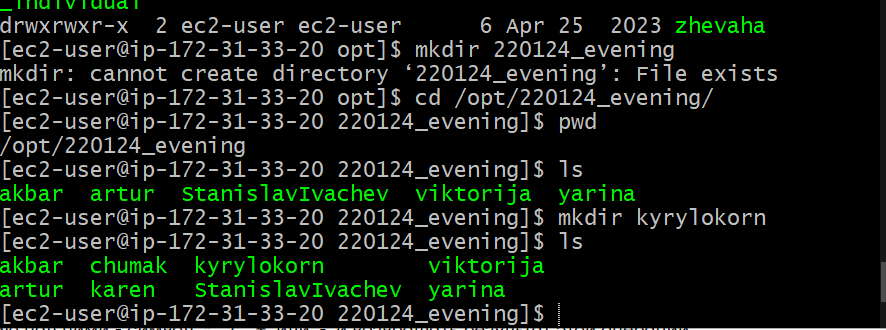 _individual
drwxrwxr-x  2 ec2-user ec2-user      6 Apr 25  2023 zhevaha
[ec2-user@ip-172-31-33-20 opt]$ mkdir 220124_evening
mkdir: cannot create directory ‘220124_evening’: File exists
[ec2-user@ip-172-31-33-20 opt]$ cd /opt/220124_evening/
[ec2-user@ip-172-31-33-20 220124_evening]$ pwd
/opt/220124_evening
[ec2-user@ip-172-31-33-20 220124_evening]$ ls
akbar  artur  StanislavIvachev  viktorija  yarina
[ec2-user@ip-172-31-33-20 220124_evening]$ mkdir kyrylokorn
[ec2-user@ip-172-31-33-20 220124_evening]$ ls
akbar  chumak  kyrylokorn        viktorija
artur  karen   StanislavIvachev  yarina
[ec2-user@ip-172-31-33-20 220124_evening]$